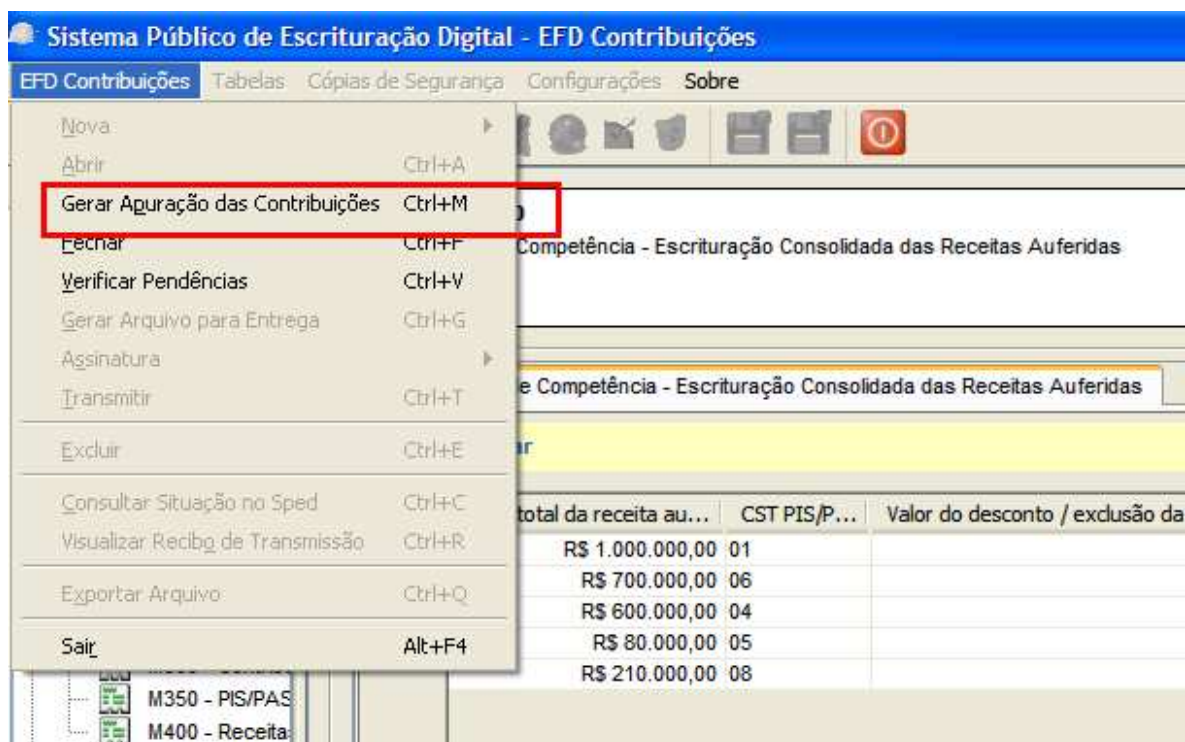 Sistema Público de Escrituração Digital - EFD Contribuições
EFD Contribuições Tabelas Cópias de Segurança Configurações Sobre
Nova
Abrir Ctrl+A
Gerar Apuração das Contribuições Ctrl+M
Fechar Ctrl+F
Competência - Escrituração Consolidada das Receitas Auferidas
Verificar Pendências Ctrl+V
Gerar Arquivo para Entrega Ctrl+G
Assinatura
e Competência - Escrituração Consolidada das Receitas Auferidas
Transmitir Ctrl+T
Excluir Ctrl+E
ar
Consultar Situação no Sped Ctrl+C
total da receita au... CST PIS/P... Valor do desconto / exclusão da
Visualizar Recibo de Transmissão Ctrl+R
R$ 1.000.000,00 01
R$ 700.000,00 06
Exportar Arquivo Ctrl+Q
R$ 600.000,00 04
Sair Alt+F4
R$ 80.000,00 05
R$ 210.000,00 08
M350 - PIS/PAS
M400 - Receita